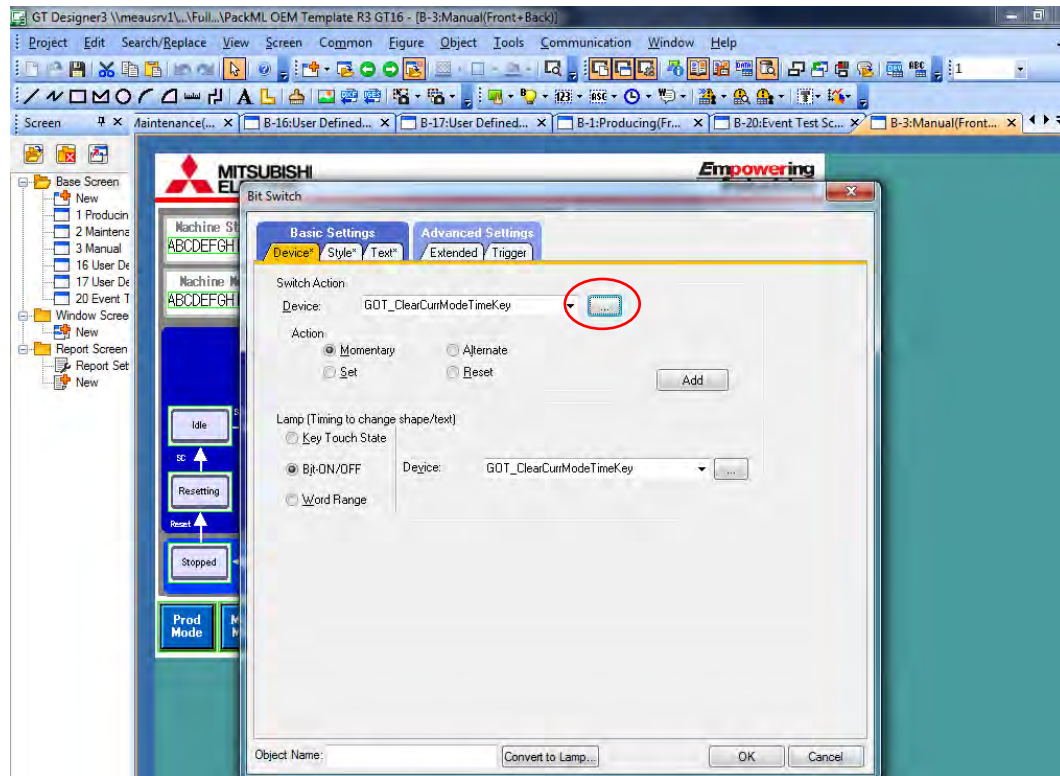 GT Designer3 \\meausrv1\...\Full...\PackML OEM Template R3 GT16 - [B-3:Manual(Front+Back)]
Project Edit Search/Replace View Screen Common Figure Object Tools Communication Window Help
1
Screen
Maintenance(... B-16:User Defined... B-17:User Defined... B-1:Producing(Fr... B-20:Event Test Sc... B-3:Manual(Front...
Base Screen
New
1 Producin
2 Maintena
3 Manual
16 User De
17 User De
20 Event T
Window Scree
New
Report Screen
Report Set
New
MITSUBISHI
EL
Empowering
Machine St
ABCDEFGH
Machine M
ABCDEFGH
Idle
SC
Resetting
Reset
Stopped
Prod
Mode
Bit Switch
Basic Settings Advanced Settings
Device* Style* Text* Extended Trigger
Switch Action
Device: GOT_ClearCurrModeTimeKey ...
Action
Momentary Alternate
Set Reset
Add
Lamp (Timing to change shape/text)
Key Touch State
Bit-ON/OFF Device: GOT_ClearCurrModeTimeKey ...
Word Range
Object Name: Convert to Lamp... OK Cancel